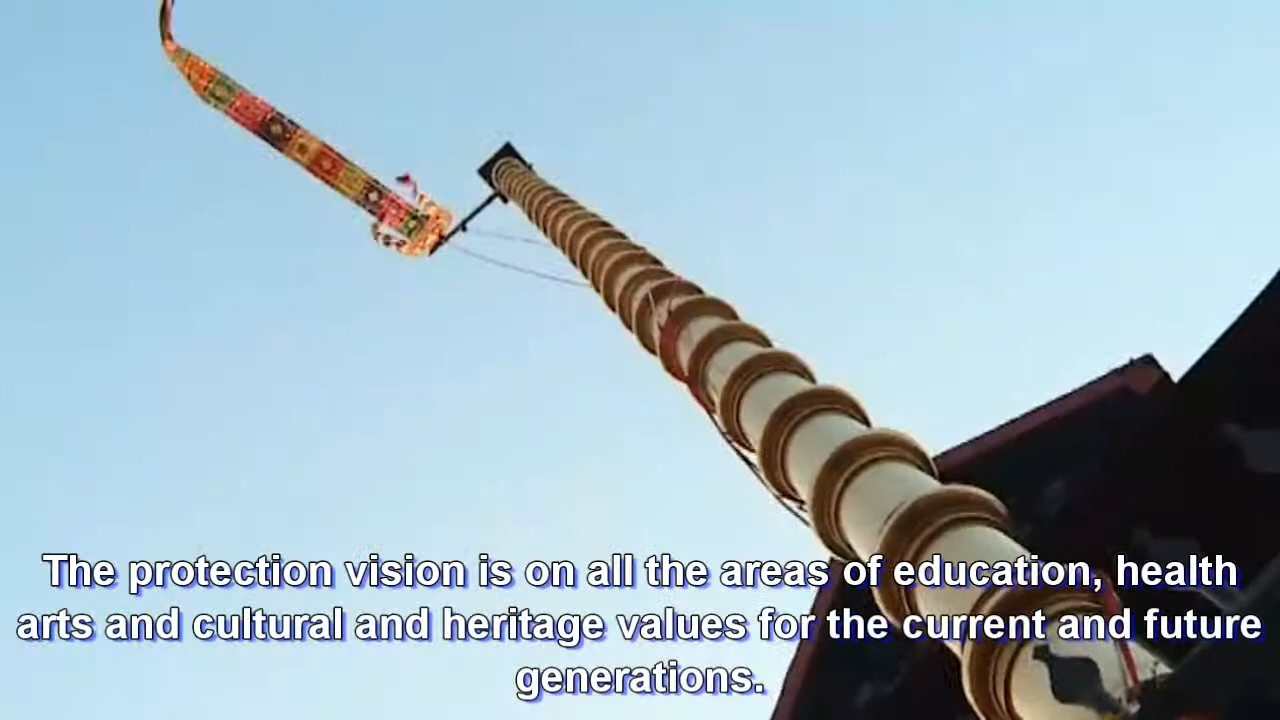 The protection vision is on all the areas of education, health
arts and cultural and heritage values for the current and future
generations.